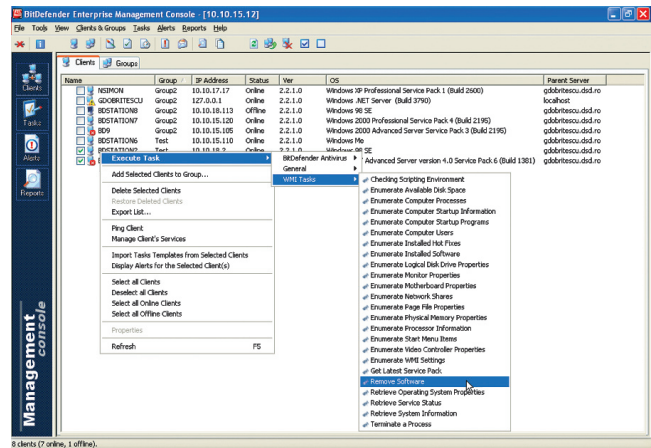 BitDefender Enterprise Management Console - [10.10.15.12]
File Tools View Clients & Groups Tasks Alerts Reports Help
Clients Groups
Clients
Tasks
Alerts
Reports
Management console
Name Group IP Address Status Ver OS Parent Server
NSIMON Group2 10.10.17.17 Online 2.2.1.0 Windows XP Professional Service Pack 1 (Build 2600) gdobritescu.dsd.ro
GDOBRITESCU Group2 127.0.0.1 Online 2.2.1.0 Windows .NET Server (Build 3790) localhost
BDSTATION8 Group2 10.10.18.113 Offline 2.2.1.0 Windows 98 SE gdobritescu.dsd.ro
BDSTATION7 Group2 10.10.15.120 Online 2.2.1.0 Windows 2000 Professional Service Pack 4 (Build 2195) gdobritescu.dsd.ro
BD9 Group2 10.10.15.105 Online 2.2.1.0 Windows 2000 Advanced Server Service Pack 3 (Build 2195) gdobritescu.dsd.ro
BDSTATION6 Test 10.10.15.110 Online 2.2.1.0 Windows Me gdobritescu.dsd.ro
BDSTATION2 Test 10.10.18.2 Online 2.2.1.0 98 SE gdobritescu.dsd.ro
Advanced Server version 4.0 Service Pack 6 (Build 1381) gdobritescu.dsd.ro
Execute Task
Add Selected Clients to Group...
Delete Selected Clients
Restore Deleted Clients
Export List...
Ping Client
Manage Client's Services
Import Tasks Templates from Selected Clients
Display Alerts for the Selected Client(s)
Select all Clients
Deselect all Clients
Select all Online Clients
Select all Offline Clients
Properties
Refresh F5
BitDefender Antivirus
General
WMI Tasks
Checking Scripting Environment
Enumerate Available Disk Space
Enumerate Computer Processes
Enumerate Computer Startup Information
Enumerate Computer Startup Programs
Enumerate Computer Users
Enumerate Installed Hot Fixes
Enumerate Installed Software
Enumerate Logical Disk Drive Properties
Enumerate Monitor Properties
Enumerate Motherboard Properties
Enumerate Network Shares
Enumerate Page File Properties
Enumerate Physical Memory Properties
Enumerate Processor Information
Enumerate Start Menu Items
Enumerate Video Controller Properties
Enumerate WMI Settings
Get Latest Service Pack
Remove Software
Retrieve Operating System Properties
Retrieve Service Status
Retrieve System Information
Terminate a Process
8 clients (7 online, 1 offline).